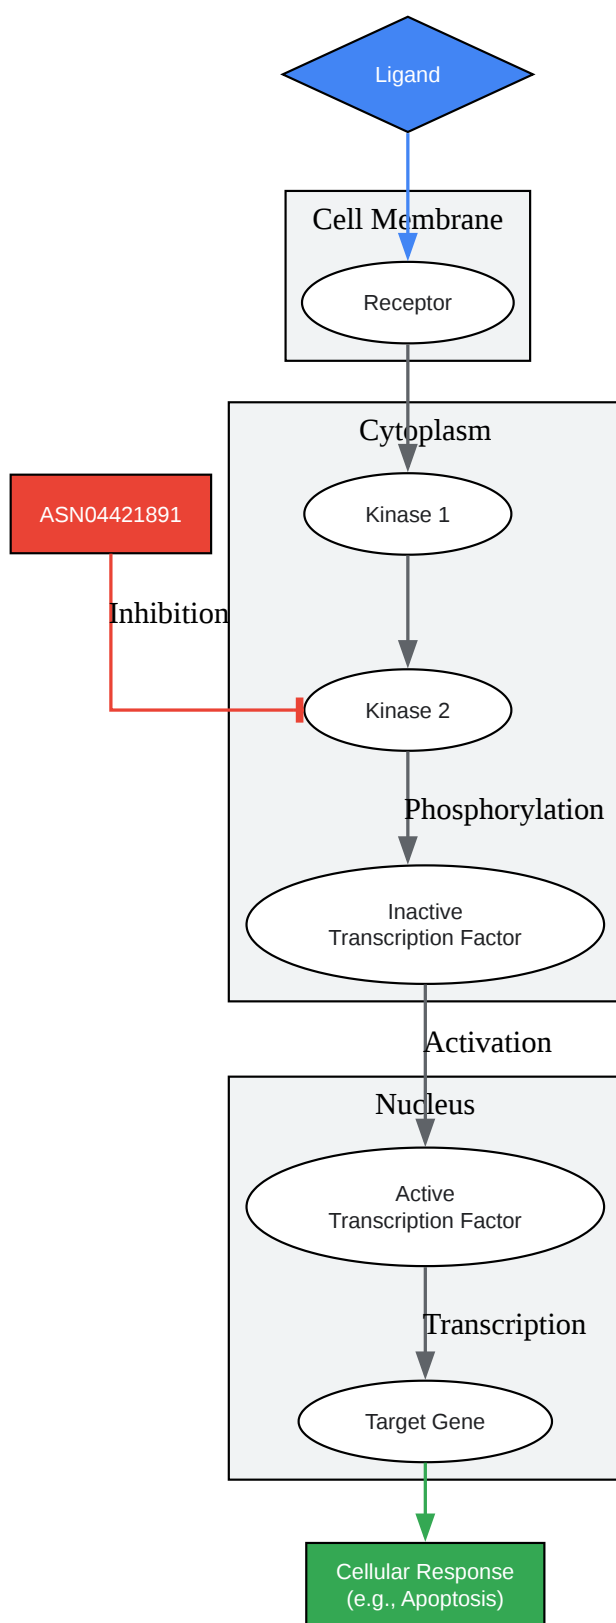 Ligand
Cell Membrane
Receptor
Cytoplasm
ASN04421891
Kinase 1
Inhibition
Kinase 2
Phosphorylation
Inactive
Transcription Factor
Activation
Nucleus
Active
Transcription Factor
Transcription
Target Gene
Cellular Response
(e.g., Apoptosis)